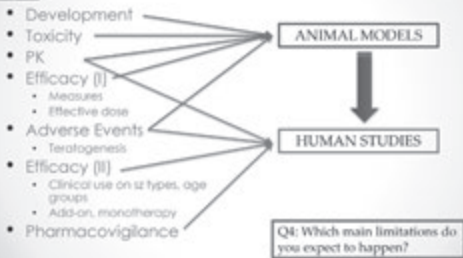 • Development
• Toxicity
• PK
• Efficacy (I)
• Measures
• Effective dose
• Adverse Events
• Teratogenesis
• Efficacy (II)
• Clinical use on sz types, age
groups
• Add-on, monotherapy
• Pharmacovigilance
ANIMAL MODELS
HUMAN STUDIES
Q4: Which main limitations do
you expect to happen?